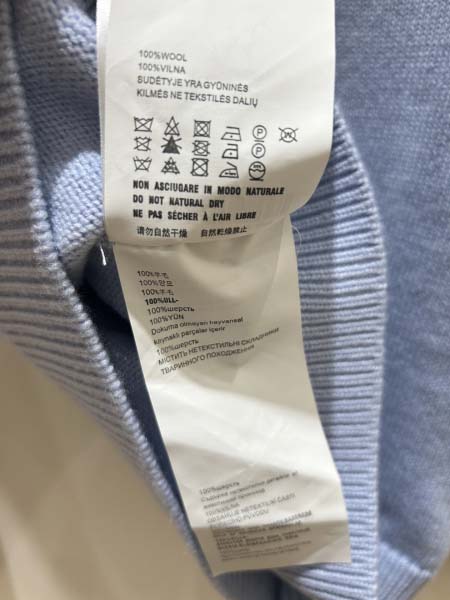 100%WOOL
100%VILNA
SUDĖTYJE YRA GYŪNINĖS
KILMĖS NE TEKSTILĖS DALIŲ
NON ASCIUGARE IN MODO NATURALE
DO NOT NATURAL DRY
NE PAS SÉCHER À L'AIR LIBRE
请勿自然干燥 自然乾燥禁止
100%羊毛
100%양모
100%羊毛
100%ULL-
100%шерсть
100%YÜN
Dokuma olmayan hayvansal
kaynaklı parçalar içerir
100%шерсть
МІСТИТЬ НЕТЕКСТИЛЬНІ СКЛАДНИКИ
ТВАРИННОГО ПОХОДЖЕННЯ
100%шерсть